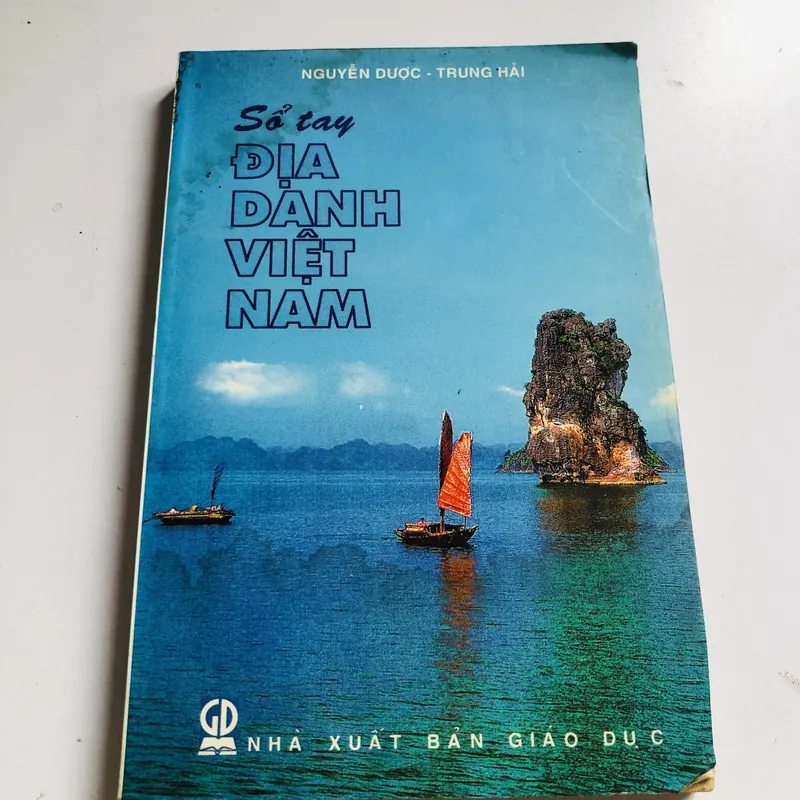 NGUYỄN DƯỢC - TRUNG HẢI
Sổ tay
ĐỊA
DANH
VIỆT
NAM
GD
NHÀ XUẤT BẢN GIÁO DỤC